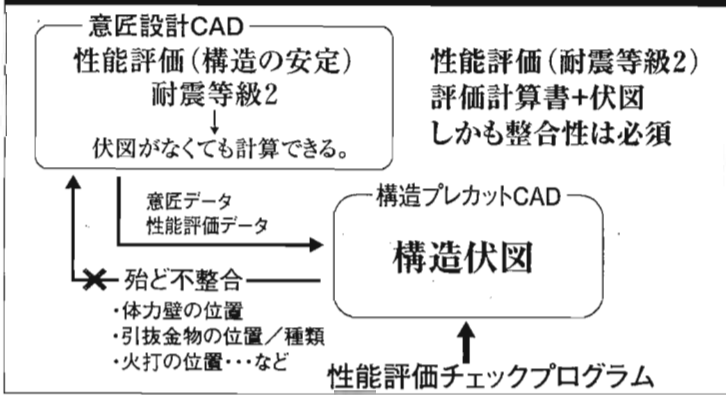 意匠設計CAD
性能評価（構造の安定）
耐震等級2
↓
伏図がなくても計算できる。
性能評価（耐震等級2）
評価計算書+伏図
しかも整合性は必須
意匠データ
性能評価データ
構造プレカットCAD
構造伏図
殆ど不整合
・体力壁の位置
・引抜金物の位置／種類
・火打の位置・・・など
性能評価チェックプログラム